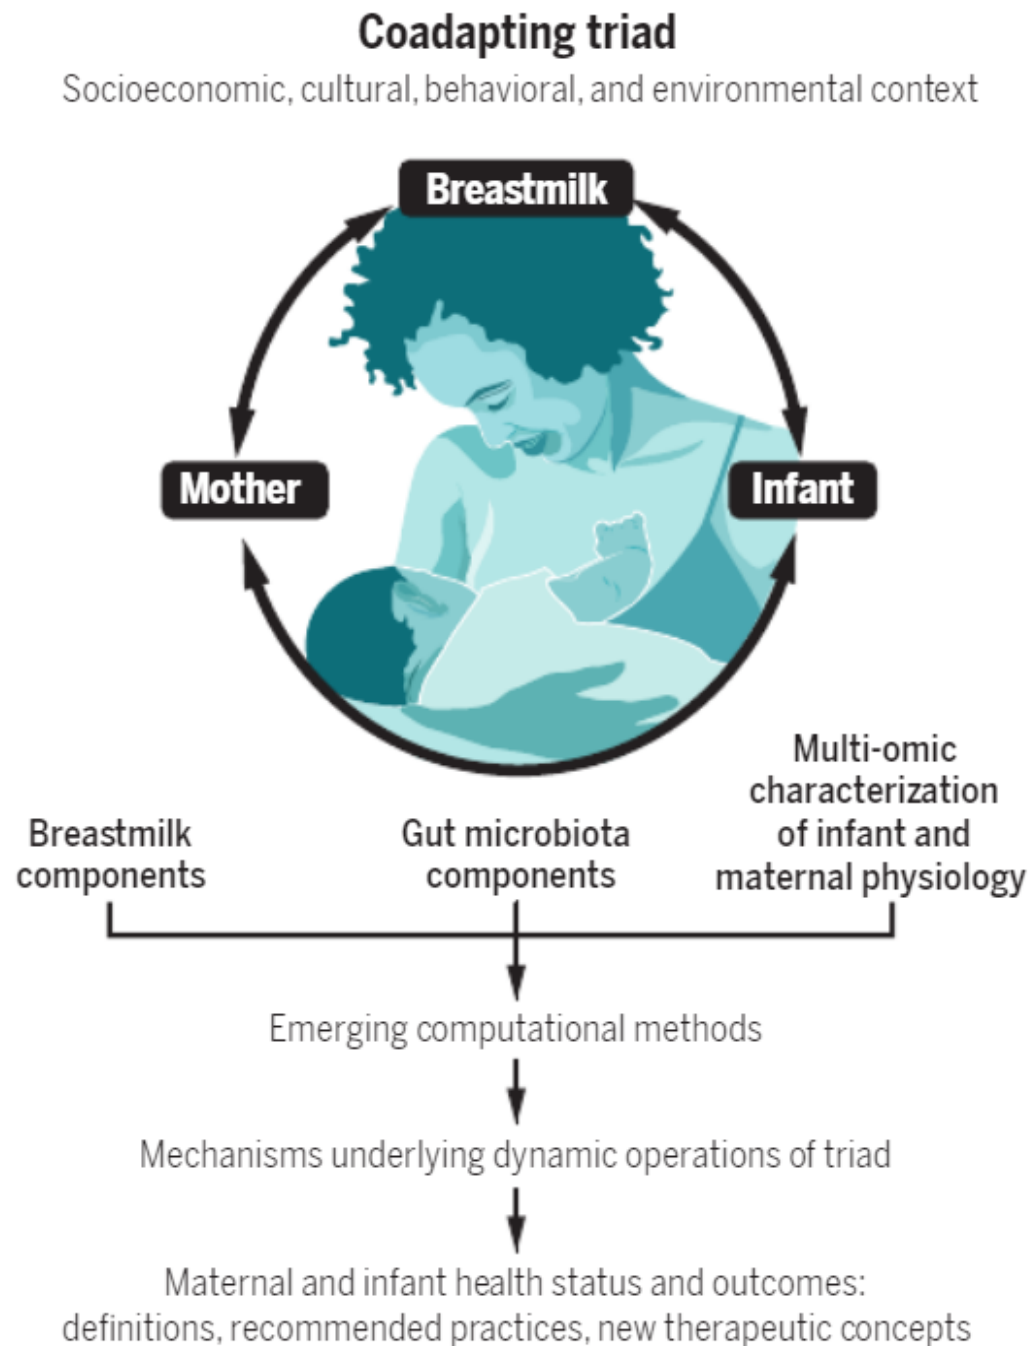 Coadapting triad
Socioeconomic, cultural, behavioral, and environmental context
Breastmilk
Mother
Infant
Breastmilk
components
Gut microbiota
components
Multi-omic
characterization
of infant and
maternal physiology
Emerging computational methods
Mechanisms underlying dynamic operations of triad
Maternal and infant health status and outcomes:
definitions, recommended practices, new therapeutic concepts